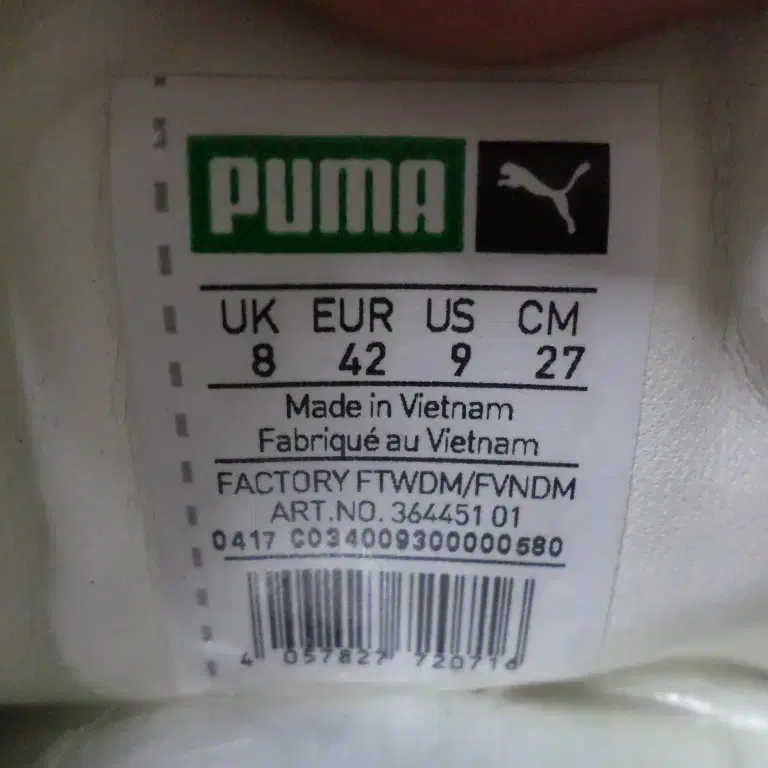 PUMA
UK EUR US CM
8 42 9 27
Made in Vietnam
Fabriqué au Vietnam
FACTORY FTWDM/FVNDM
ART.NO. 364451 01
0417 C034009300000580
4 057827 720716